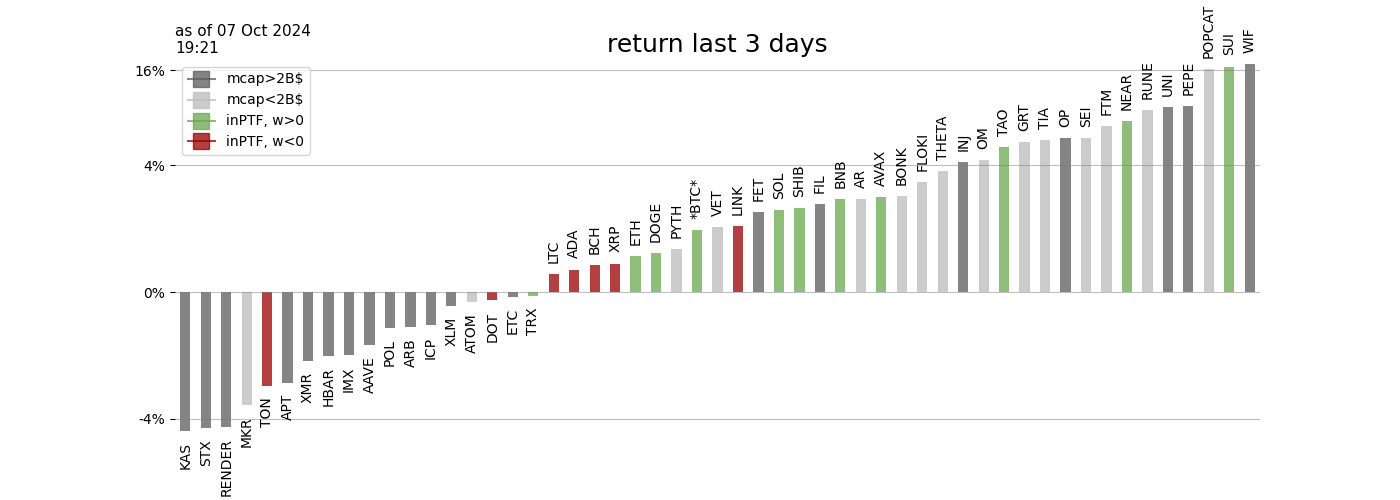 as of 07 Oct 2024
19:21
return last 3 days
mcap>2B$
mcap<2B$
inPTF, w>0
inPTF, w<0
16%
4%
0%
-4%
KAS
STX
RENDER
MKR
TON
APT
XMR
HBAR
IMX
AAVE
POL
ARB
ICP
XLM
ATOM
DOT
ETC
TRX
LTC
ADA
BCH
XRP
ETH
DOGE
PYTH
*BTC*
VET
LINK
FET
SOL
SHIB
FIL
BNB
AR
AVAX
BONK
FLOKI
THETA
INJ
OM
TAO
GRT
TIA
OP
SEI
FTM
NEAR
RUNE
UNI
PEPE
POPCAT
SUI
WIF